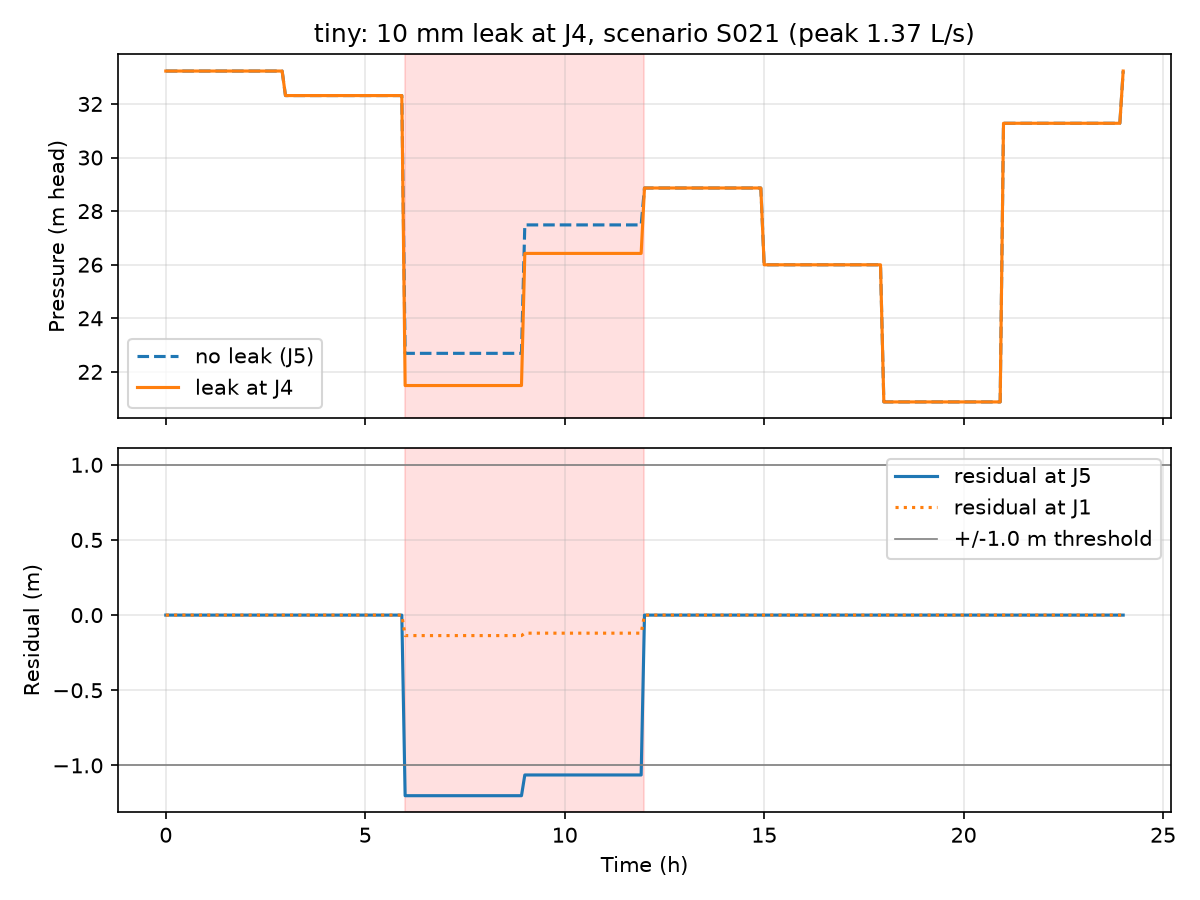 tiny: 10 mm leak at J4, scenario S021 (peak 1.37 L/s)
Pressure (m head)
32
30
28
26
24
22
no leak (J5)
leak at J4
Residual (m)
1.0
0.5
0.0
−0.5
−1.0
residual at J5
residual at J1
+/-1.0 m threshold
0
5
10
15
20
25
Time (h)